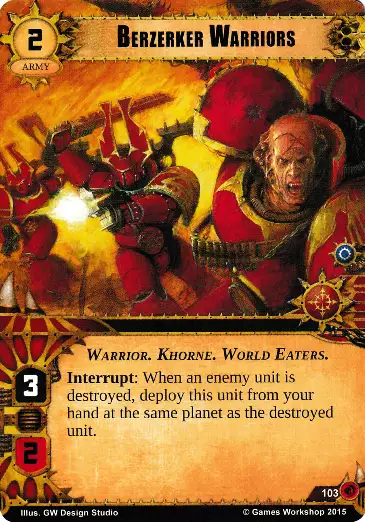 2
BERZERKER WARRIORS
ARMY
WARRIOR. KHORNE. WORLD EATERS.
3
Interrupt: When an enemy unit is
destroyed, deploy this unit from your
hand at the same planet as the destroyed
unit.
2
103
Illus. GW Design Studio
© Games Workshop 2015